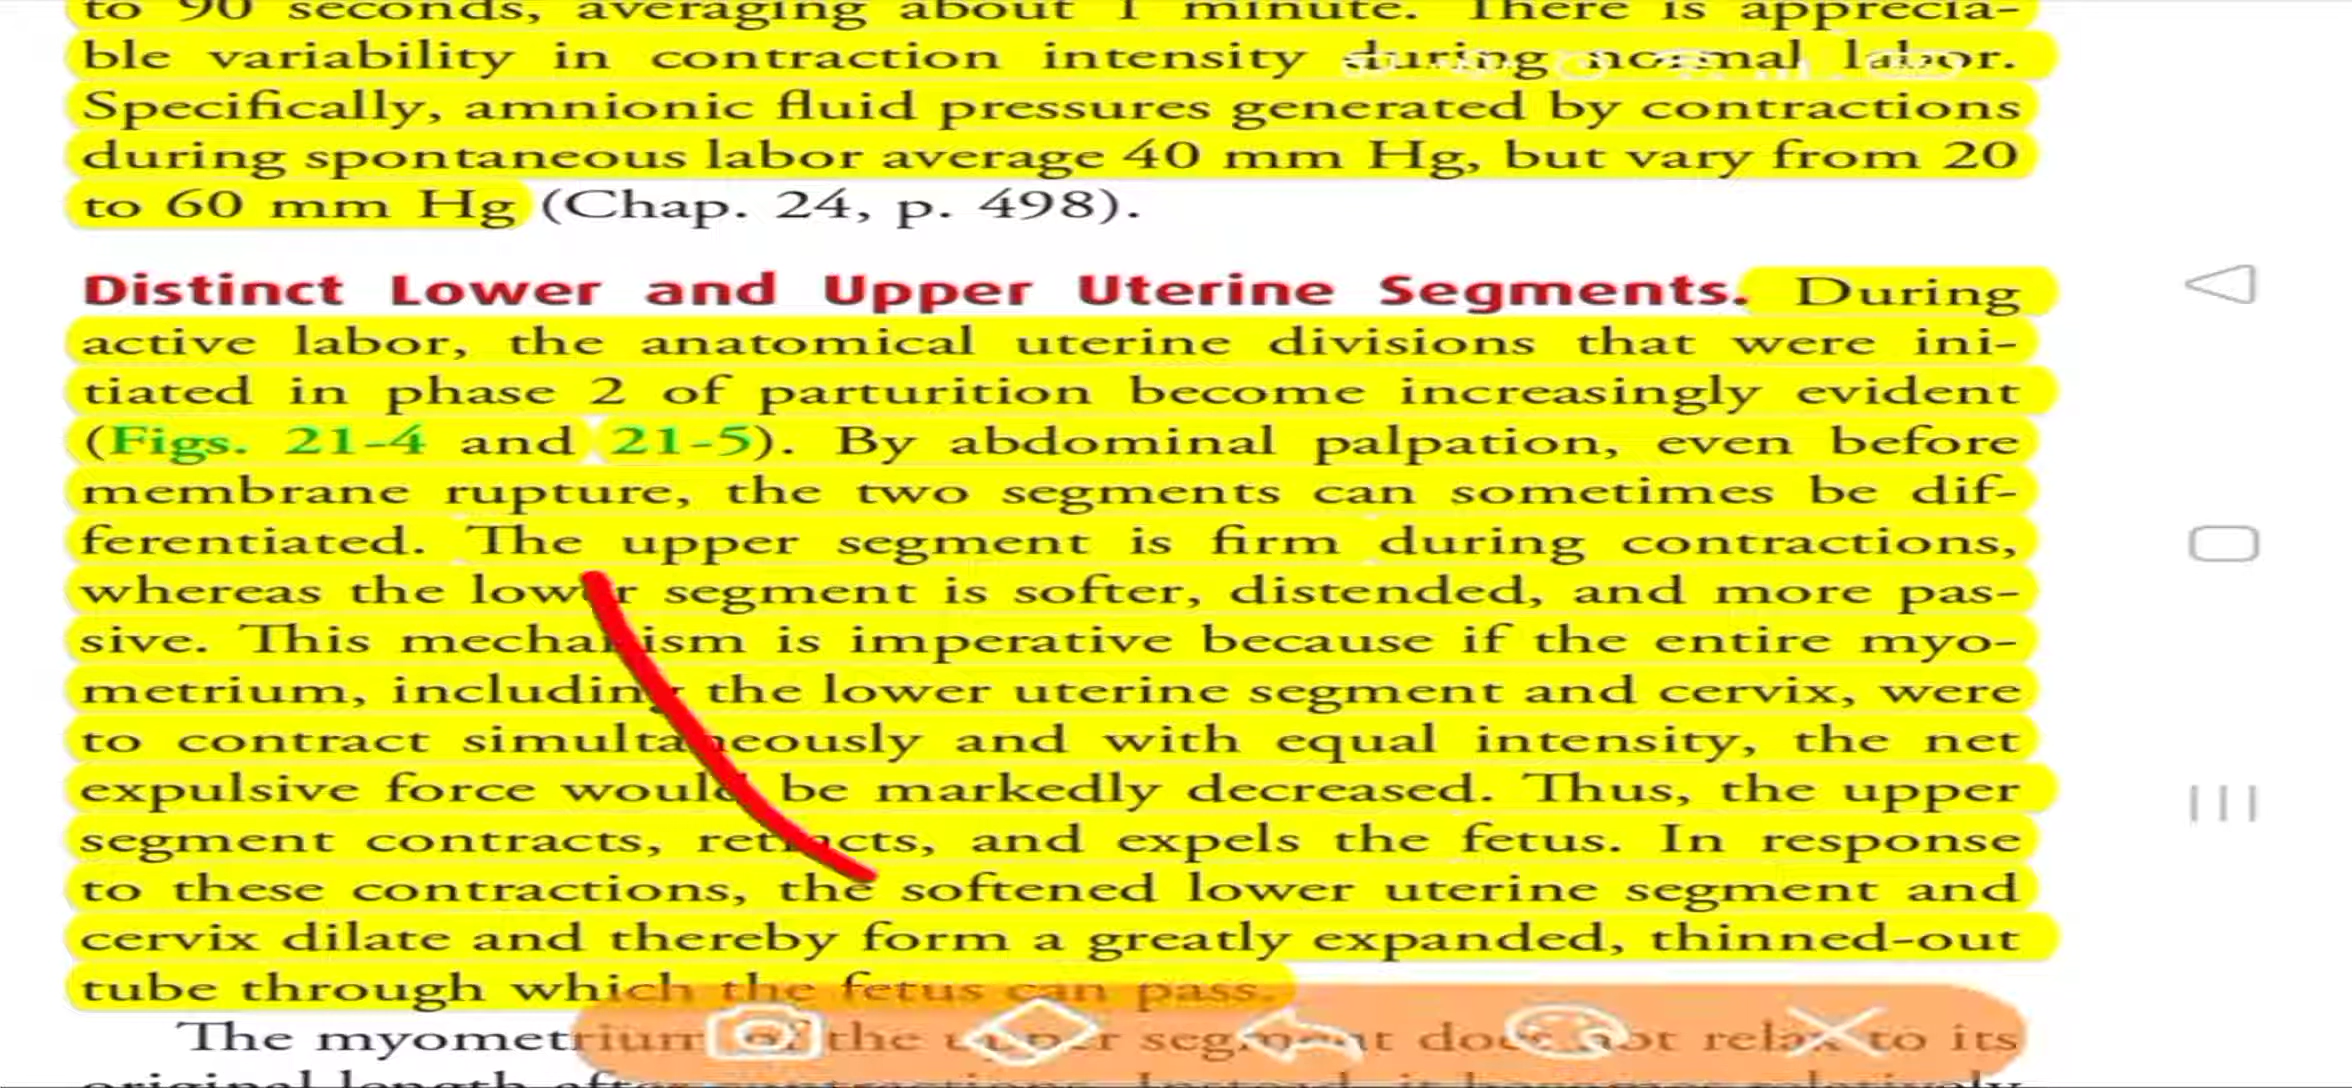 to 90 seconds, averaging about 1 minute. There is apprecia-
ble variability in contraction intensity during normal labor.
Specifically, amnionic fluid pressures generated by contractions
during spontaneous labor average 40 mm Hg, but vary from 20
to 60 mm Hg (Chap. 24, p. 498).
Distinct Lower and Upper Uterine Segments. During
active labor, the anatomical uterine divisions that were ini-
tiated in phase 2 of parturition become increasingly evident
(Figs. 21-4 and 21-5). By abdominal palpation, even before
membrane rupture, the two segments can sometimes be dif-
ferentiated. The upper segment is firm during contractions,
whereas the lower segment is softer, distended, and more pas-
sive. This mechanism is imperative because if the entire myo-
metrium, including the lower uterine segment and cervix, were
to contract simultaneously and with equal intensity, the net
expulsive force would be markedly decreased. Thus, the upper
segment contracts, retracts, and expels the fetus. In response
to these contractions, the softened lower uterine segment and
cervix dilate and thereby form a greatly expanded, thinned-out
tube through which the fetus can pass.
The myometrium of the upper segment does not relax to its
original length after contractions. Instead, it becomes relatively